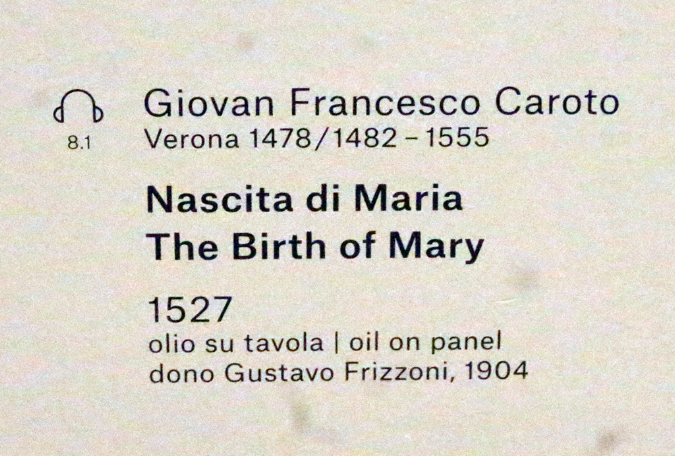 Giovan Francesco Caroto
8.1
Verona 1478/1482 – 1555
Nascita di Maria
The Birth of Mary
1527
olio su tavola | oil on panel
dono Gustavo Frizzoni, 1904